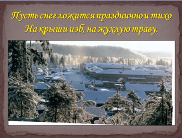 Пусть снег ложится празднично и тихо
На крыши изб, на жухлую траву.